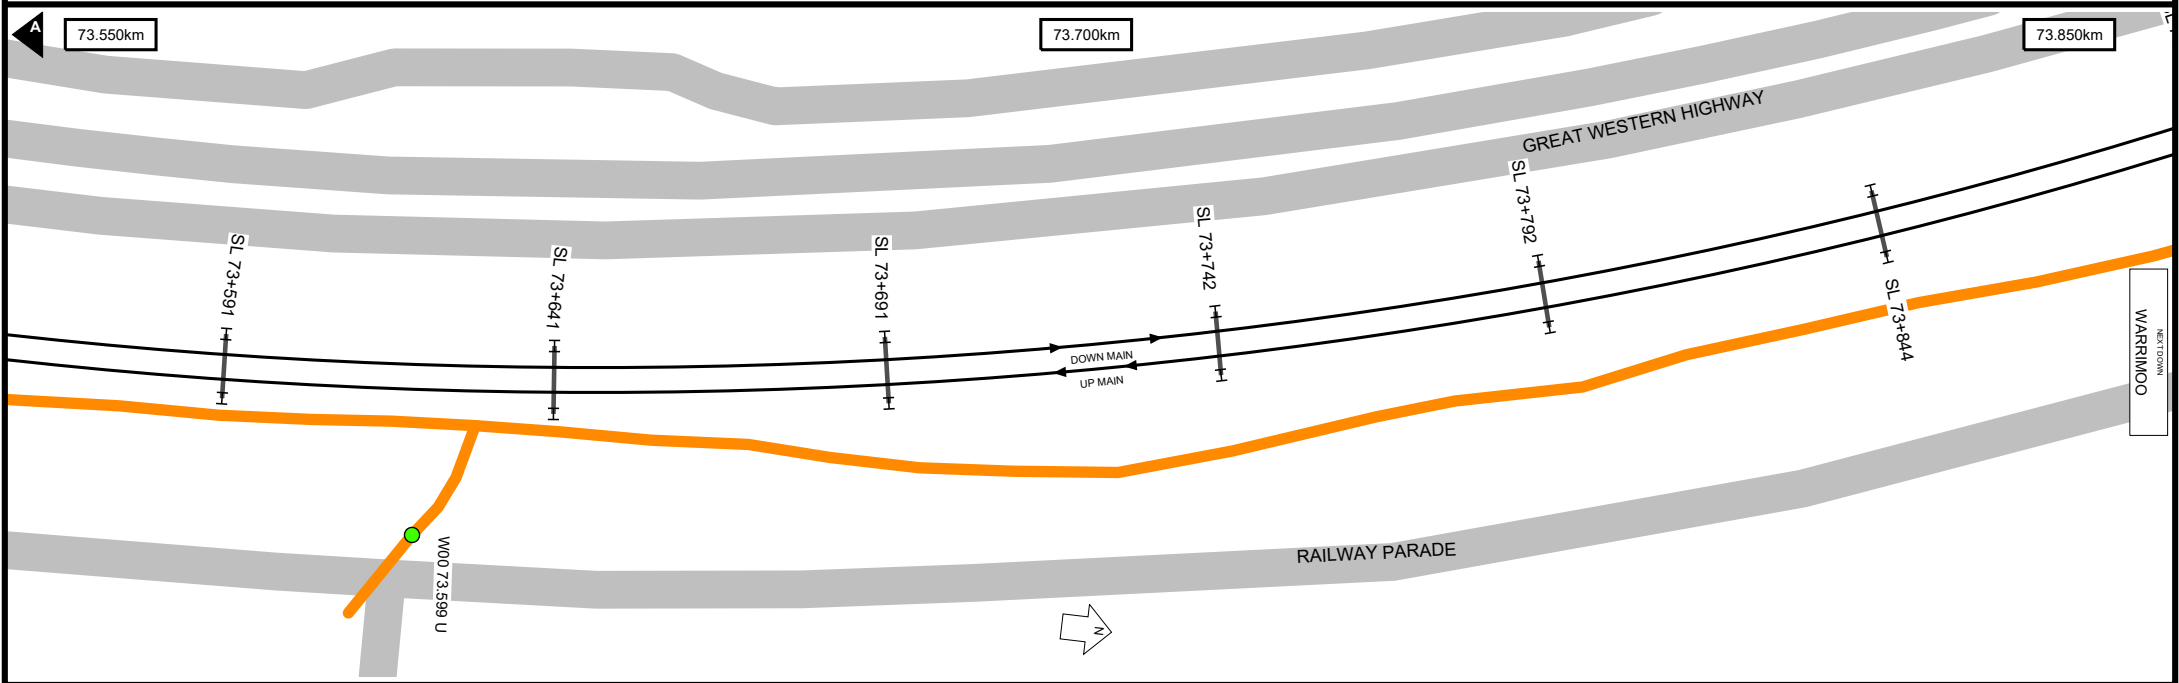 A
73.550km
73.700km
73.850km
GREAT WESTERN HIGHWAY
SL 73+591
SL 73+641
SL 73+691
SL 73+742
SL 73+792
SL 73+844
DOWN MAIN
UP MAIN
NEXT DOWN
WARRIMOO
W00 73.599 U
RAILWAY PARADE
N